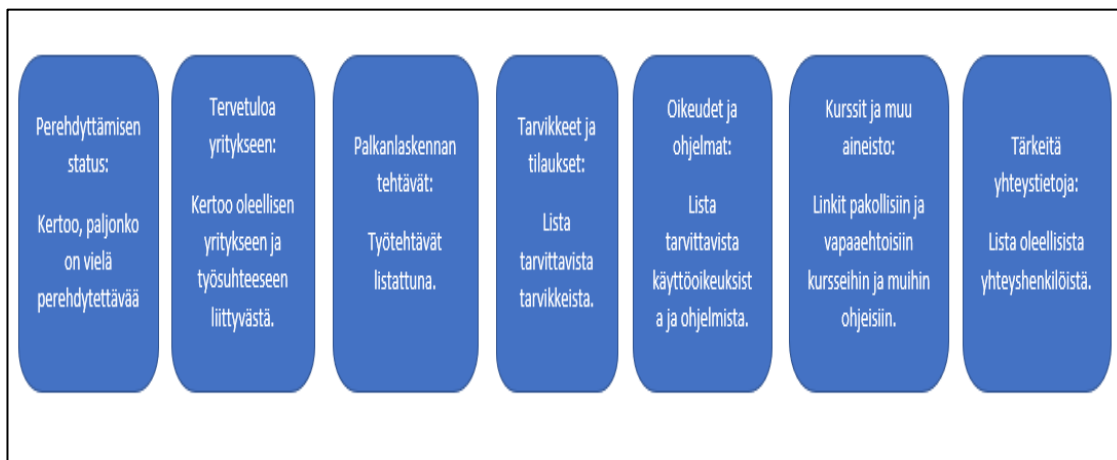 Perehdyttämisen
status:
Kertoo, paljonko
on vielä
perehdytettävää
Tervetuloa
yritykseen:
Kertoo oleellisen
yritykseen ja
työsuhteeseen
liittyvästä.
Palkanlaskennan
tehtävät:
Työtehtävät
listattuna.
Tarvikkeet ja
tilaukset:
Lista
tarvittavista
tarvikkeista.
Oikeudet ja
ohjelmat:
Lista
tarvittavista
käyttöoikeuksist
a ja ohjelmista.
Kurssit ja muu
aineisto:
Linkit pakollisiin ja
vapaaehtoisiin
kursseihin ja muihin
ohjeisiin.
Tärkeitä
yhteystietoja:
Lista oleellisista
yhteyshenkilöistä.